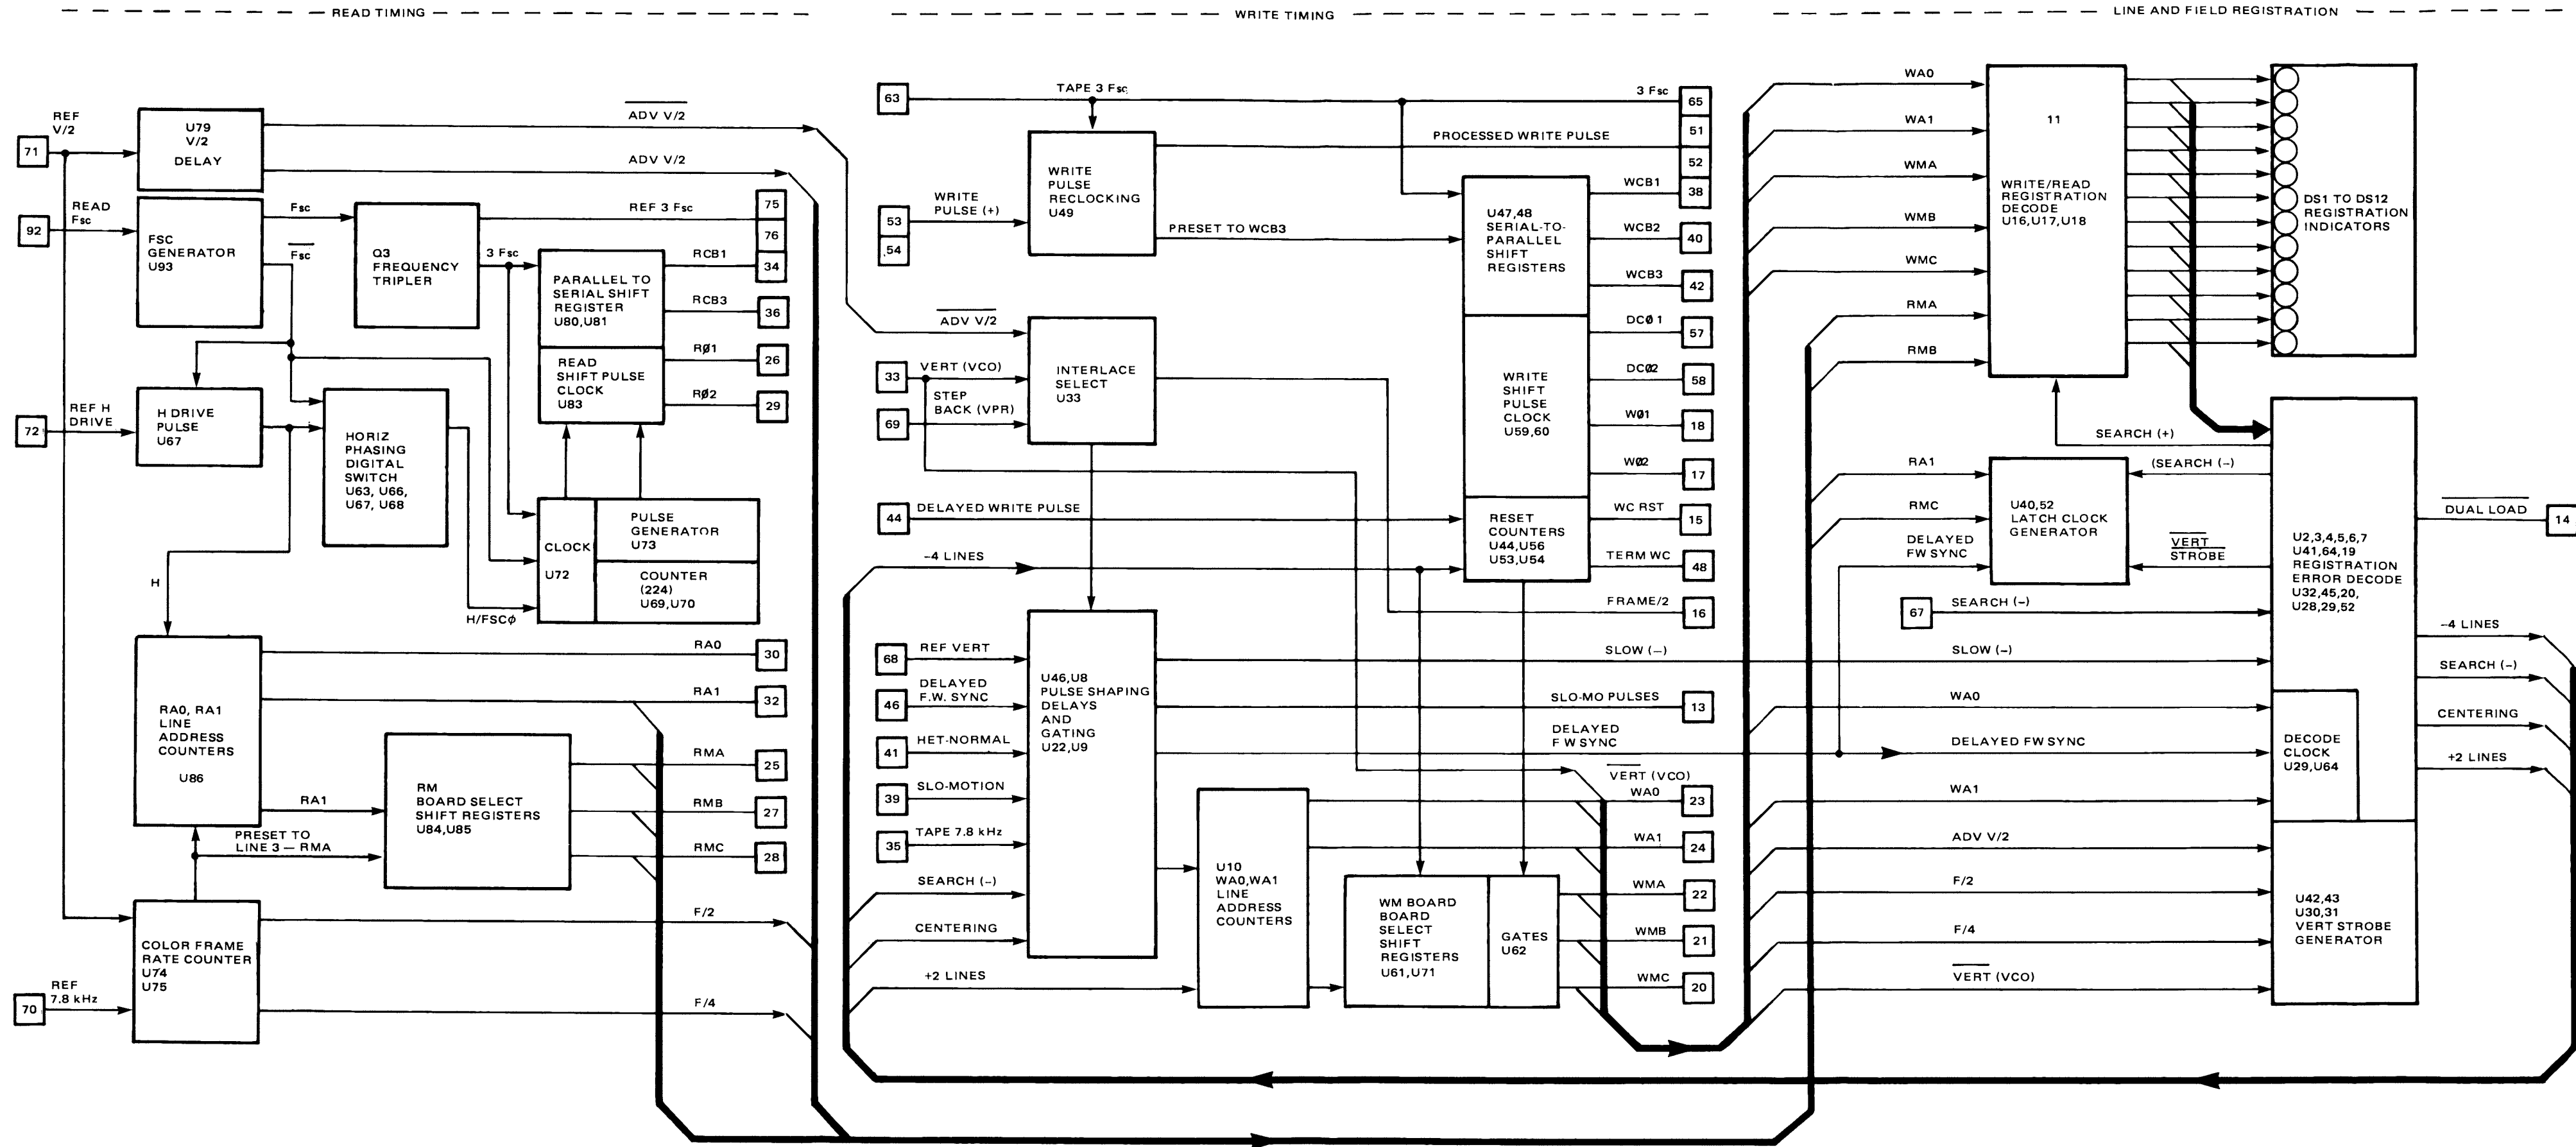 READ TIMING
WRITE TIMING
LINE AND FIELD REGISTRATION
REF
V/2
71
U79
V/2
DELAY
ADV V/2
ADV V/2
READ
Fsc
92
FSC
GENERATOR
U93
Fsc
Fsc
Q3
FREQUENCY
TRIPLER
REF 3 Fsc
75
76
3 Fsc
PARALLEL TO
SERIAL SHIFT
REGISTER
U80,U81
RCB1
34
RCB3
36
READ
SHIFT PULSE
CLOCK
U83
RØ1
26
RØ2
29
REF H
DRIVE
72
H DRIVE
PULSE
U67
HORIZ
PHASING
DIGITAL
SWITCH
U63, U66,
U67, U68
CLOCK
U72
PULSE
GENERATOR
U73
COUNTER
(224)
U69,U70
H
H/FSCφ
RA0, RA1
LINE
ADDRESS
COUNTERS
U86
RA0
30
RA1
32
RA1
RM
BOARD SELECT
SHIFT REGISTERS
U84,U85
RMA
25
RMB
27
RMC
28
PRESET TO
LINE 3 — RMA
COLOR FRAME
RATE COUNTER
U74
U75
F/2
F/4
REF
7.8 kHz
70
63
TAPE 3 Fsc
3 Fsc
65
51
52
38
WRITE
PULSE
RECLOCKING
U49
PROCESSED WRITE PULSE
WRITE
PULSE (+)
53
54
PRESET TO WCB3
U47,48
SERIAL-TO-
PARALLEL
SHIFT
REGISTERS
WCB1
WCB2
40
WCB3
42
ADV V/2
INTERLACE
SELECT
U33
33
VERT (VCO)
STEP
BACK (VPR)
69
WRITE
SHIFT
PULSE
CLOCK
U59,60
DCØ 1
57
DCØ2
58
WØ1
18
WØ2
17
44
DELAYED WRITE PULSE
RESET
COUNTERS
U44,U56
U53,U54
WC RST
15
TERM WC
48
−4 LINES
FRAME/2
16
68
REF VERT
DELAYED
F.W. SYNC
46
41
HET-NORMAL
39
SLO-MOTION
35
TAPE 7.8 kHz
SEARCH (−)
CENTERING
+2 LINES
U46,U8
PULSE SHAPING
DELAYS
AND
GATING
U22,U9
SLOW (—)
SLO-MO PULSES
13
DELAYED
F W SYNC
VERT (VCO)
U10
WA0,WA1
LINE
ADDRESS
COUNTERS
WA0
23
WA1
24
WM BOARD
BOARD
SELECT
SHIFT
REGISTERS
U61,U71
GATES
U62
WMA
22
WMB
21
WMC
20
WA0
WA1
WMA
WMB
WMC
RMA
RMB
11
WRITE/READ
REGISTRATION
DECODE
U16,U17,U18
DS1 TO DS12
REGISTRATION
INDICATORS
SEARCH (+)
(SEARCH (−)
RA1
RMC
DELAYED
FW SYNC
U40,52
LATCH CLOCK
GENERATOR
VERT
STROBE
67
SEARCH (−)
U2,3,4,5,6,7
U41,64,19
REGISTRATION
ERROR DECODE
U32,45,20,
U28,29,52
DUAL LOAD
14
−4 LINES
SEARCH (−)
CENTERING
+2 LINES
SLOW (−)
WA0
DELAYED FW SYNC
DECODE
CLOCK
U29,U64
WA1
ADV V/2
F/2
F/4
VERT (VCO)
U42,43
U30,31
VERT STROBE
GENERATOR